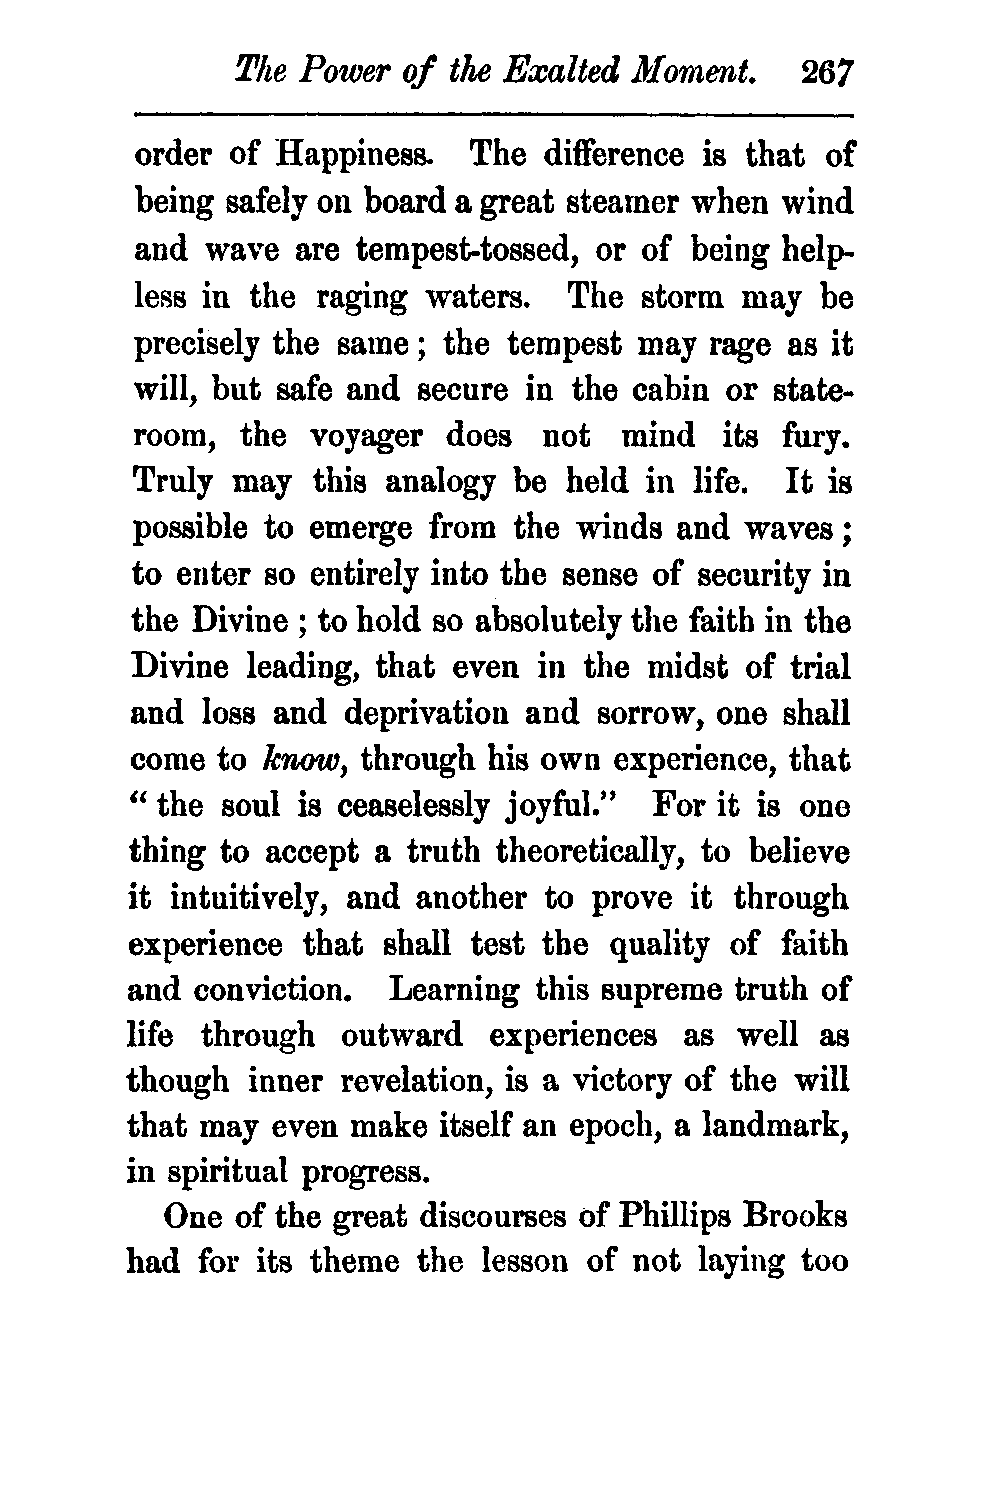 The Power of the Exalted Moment. 267
order of Happiness. The difference is that of
being safely on board a great steamer when wind
and wave are tempest-tossed, or of being help-
less in the raging waters. The storm may be
precisely the same; the tempest may rage as it
will, but safe and secure in the cabin or state-
room, the voyager does not mind its fury.
Truly may this analogy be held in life. It is
possible to emerge from the winds and waves;
to enter so entirely into the sense of security in
the Divine; to hold so absolutely the faith in the
Divine leading, that even in the midst of trial
and loss and deprivation and sorrow, one shall
come to know, through his own experience, that
"the soul is ceaselessly joyful." For it is one
thing to accept a truth theoretically, to believe
it intuitively, and another to prove it through
experience that shall test the quality of faith
and conviction. Learning this supreme truth of
life through outward experiences as well as
though inner revelation, is a victory of the will
that may even make itself an epoch, a landmark,
in spiritual progress.
One of the great discourses of Phillips Brooks
had for its theme the lesson of not laying too